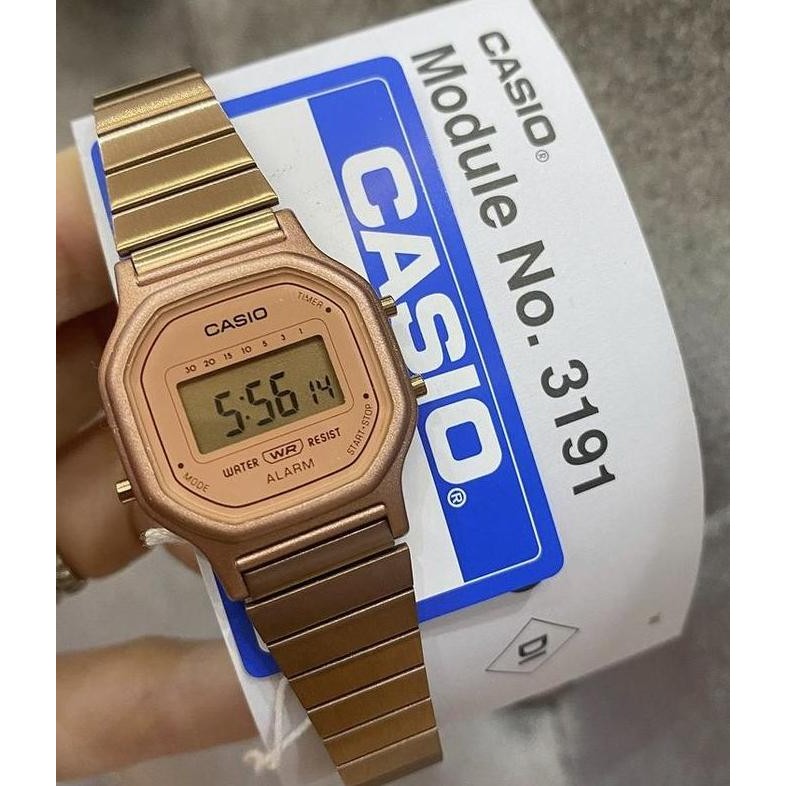 CASIO®
Module No. 3191
CASIO®
DI
TIMER
CASIO
30 20 15 10 5 3 1
5:56 14
WATER WR RESIST
ALARM
MODE
START•STOP